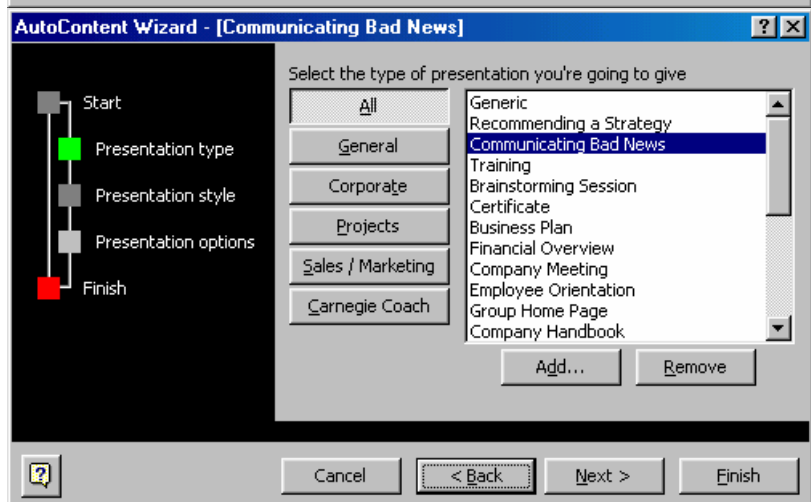 AutoContent Wizard - [Communicating Bad News]
Start
Presentation type
Presentation style
Presentation options
Finish
Select the type of presentation you're going to give
All
General
Corporate
Projects
Sales / Marketing
Carnegie Coach
Generic
Recommending a Strategy
Communicating Bad News
Training
Brainstorming Session
Certificate
Business Plan
Financial Overview
Company Meeting
Employee Orientation
Group Home Page
Company Handbook
Add...
Remove
Cancel
< Back
Next >
Finish